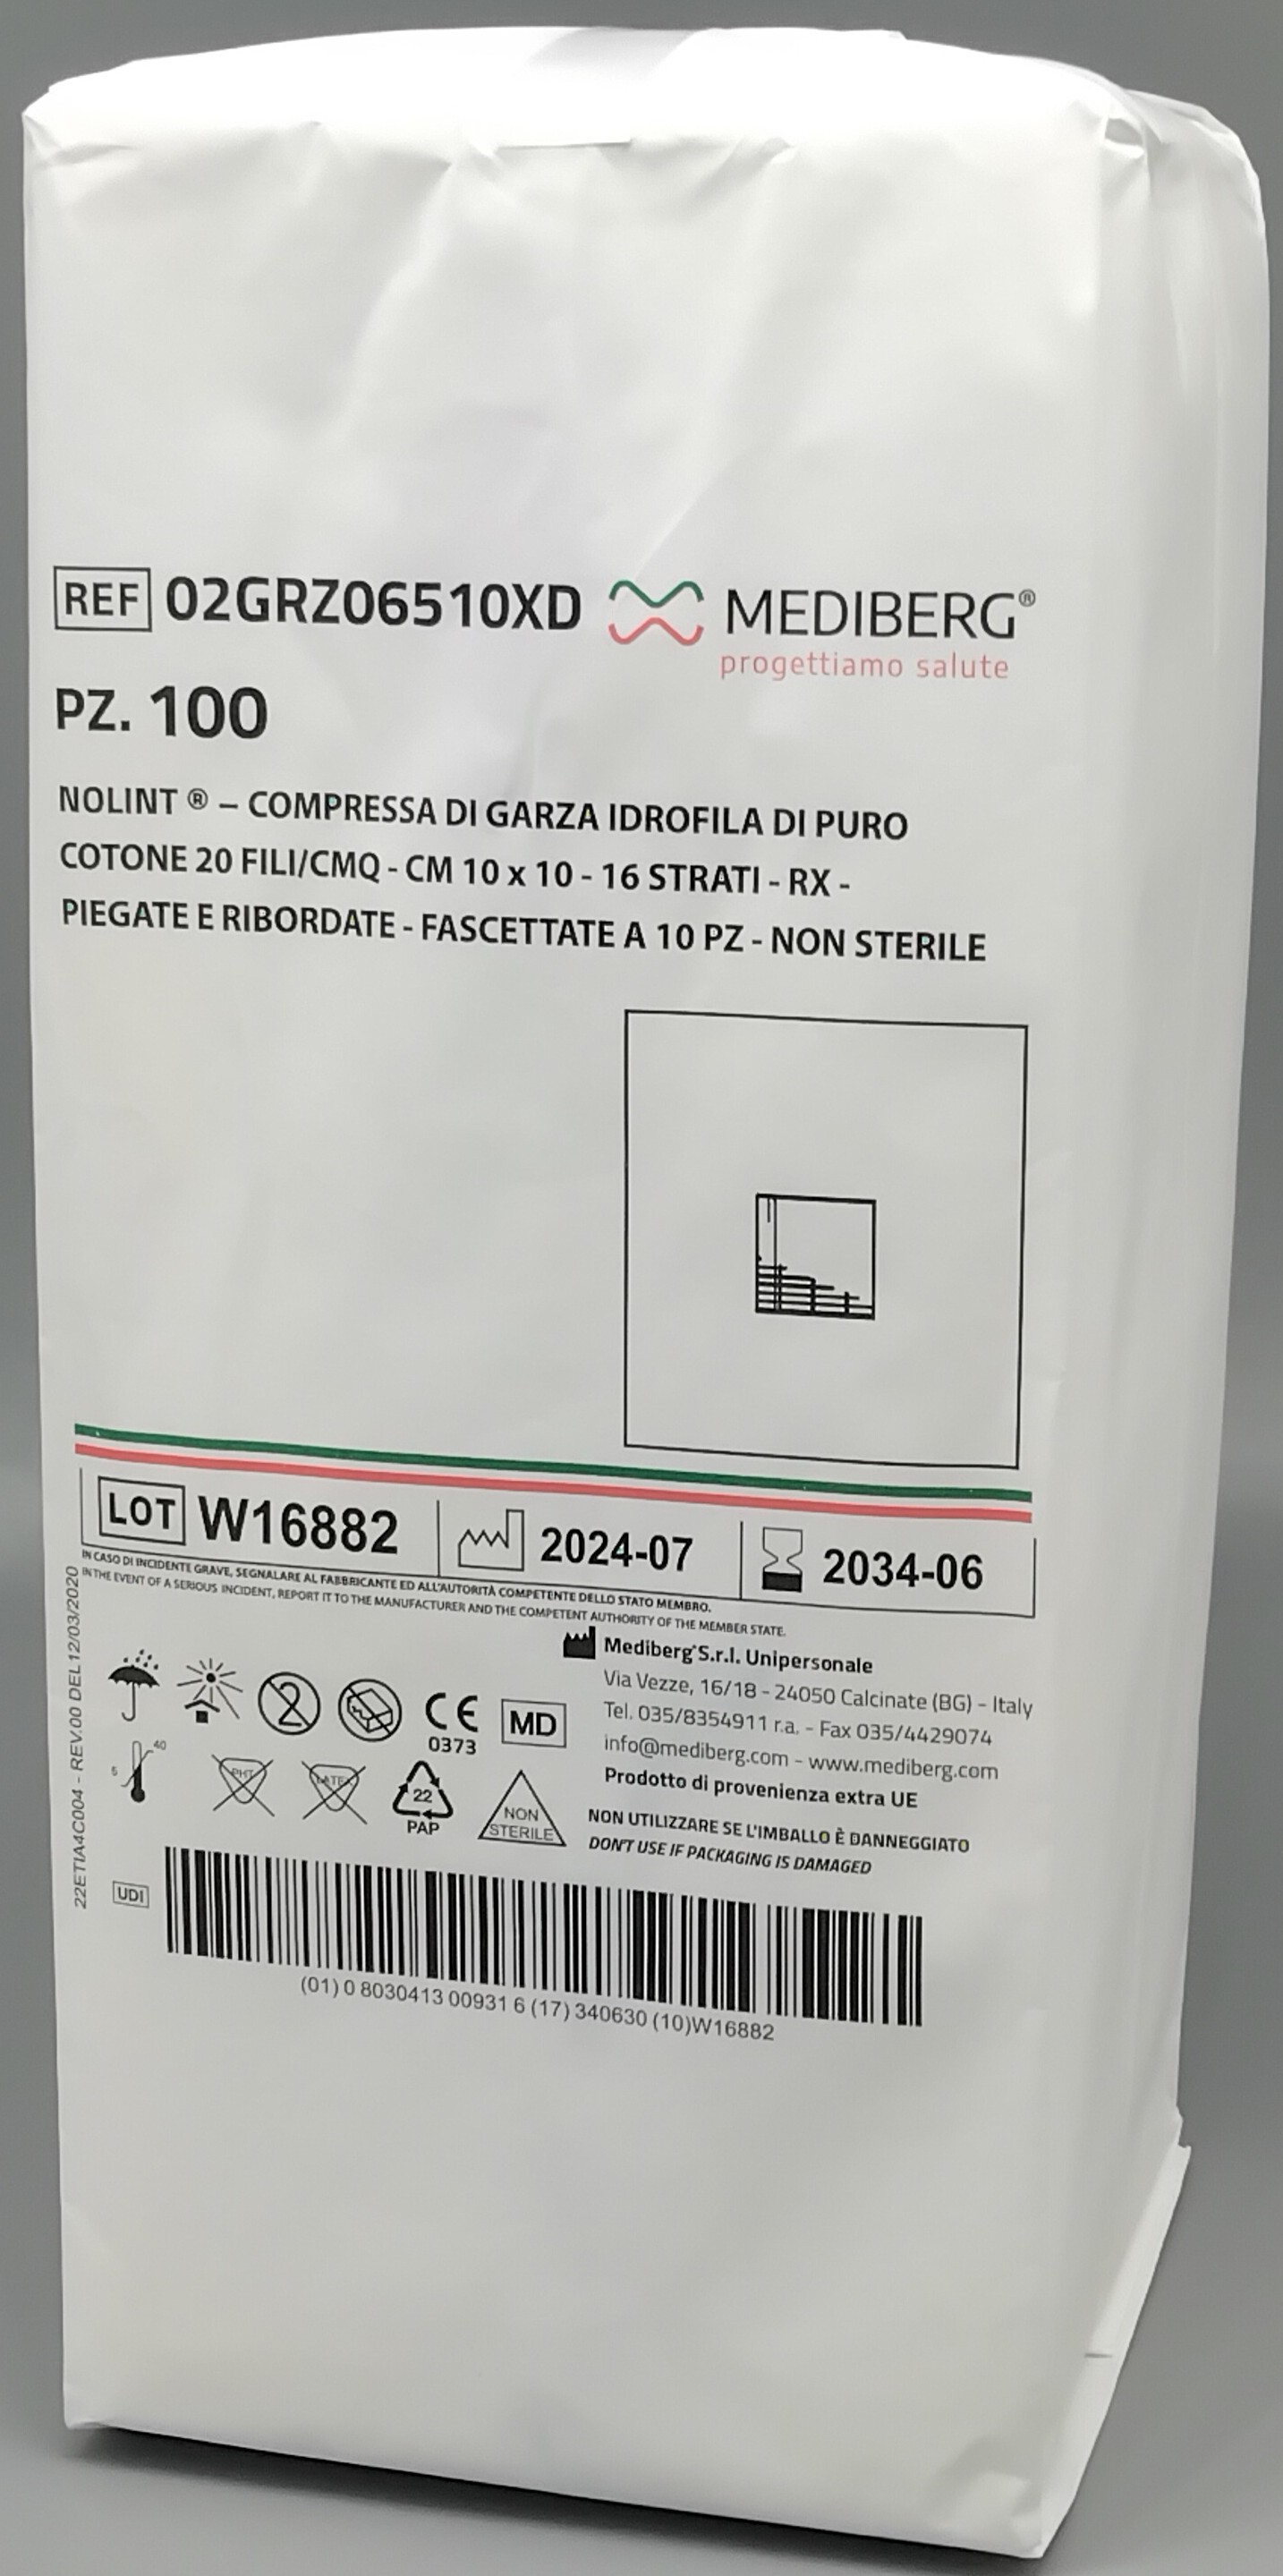 REF 02GRZ06510XD MEDIBERG®
progettiamo salute
PZ. 100
NOLINT ® – COMPRESSA DI GARZA IDROFILA DI PURO
COTONE 20 FILI/CMQ - CM 10 x 10 - 16 STRATI - RX -
PIEGATE E RIBORDATE - FASCETTATE A 10 PZ - NON STERILE
LOT W16882 2024-07 2034-06
IN CASO DI INCIDENTE GRAVE, SEGNALARE AL FABBRICANTE ED ALL'AUTORITÀ COMPETENTE DELLO STATO MEMBRO.
IN THE EVENT OF A SERIOUS INCIDENT, REPORT IT TO THE MANUFACTURER AND THE COMPETENT AUTHORITY OF THE MEMBER STATE.
22ETIA4C004 - REV.00 DEL 12/03/2020
Mediberg® S.r.l. Unipersonale
Via Vezze, 16/18 - 24050 Calcinate (BG) - Italy
Tel. 035/8354911 r.a. - Fax 035/4429074
info@mediberg.com - www.mediberg.com
Prodotto di provenienza extra UE
2
CE
0373
MD
5 40
PHT
LATEX
22
PAP
NON
STERILE
NON UTILIZZARE SE L'IMBALLO È DANNEGGIATO
DON'T USE IF PACKAGING IS DAMAGED
UDI
(01) 0 8030413 00931 6 (17) 340630 (10)W16882